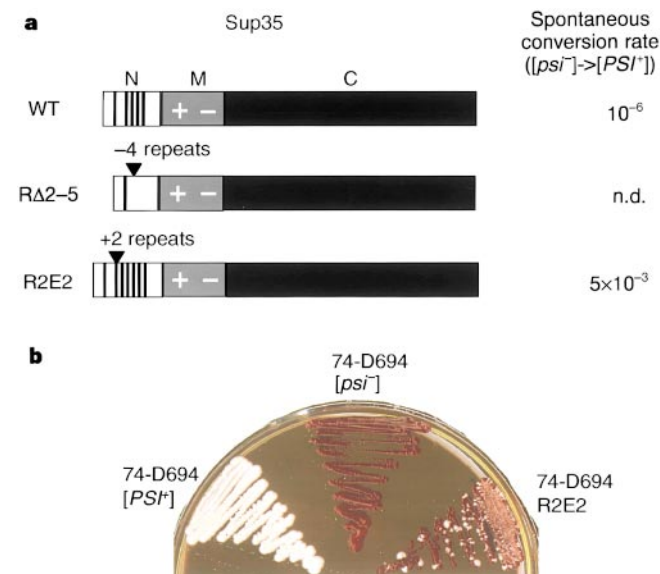 a
Sup35
Spontaneous
conversion rate
([psi⁻]->[PSI⁺])
N M C
WT
+ −
10⁻⁶
−4 repeats
RΔ2−5
+ −
n.d.
+2 repeats
R2E2
+ −
5×10⁻³
b
74-D694
[psi⁻]
74-D694
[PSI⁺]
74-D694
R2E2